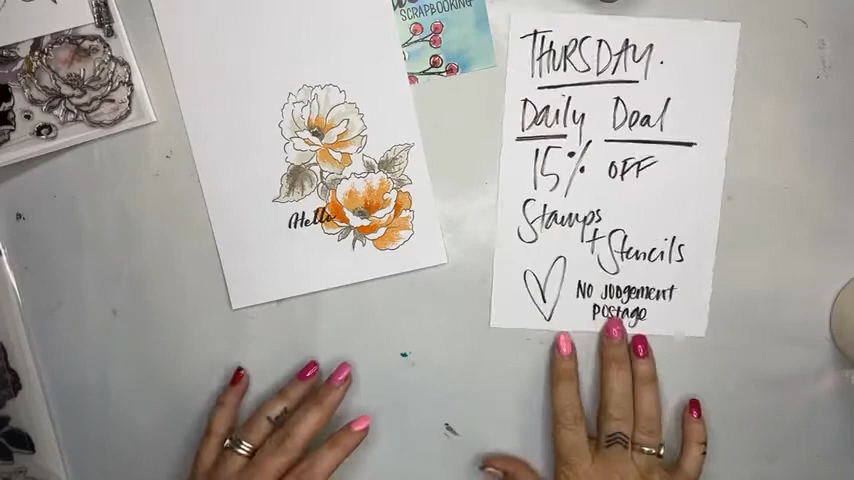 SCRAPBOOKING
THURSDAY.
Daily Deal
15% OFF
Stamps
+ Stencils
No Judgement
postage
Hello